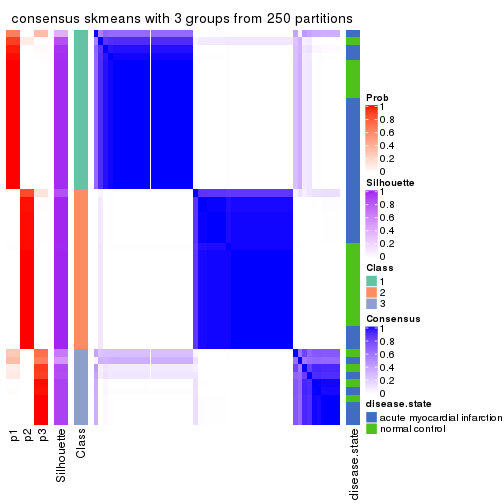 consensus skmeans with 3 groups from 250 partitions
Prob
1
0.8
0.6
0.4
0.2
0
Silhouette
1
0.8
0.6
0.4
0.2
0
Class
1
2
3
Consensus
1
0.8
0.6
0.4
0.2
0
disease.state
acute myocardial infarction
normal control
p1
p2
p3
Silhouette
Class
disease.state